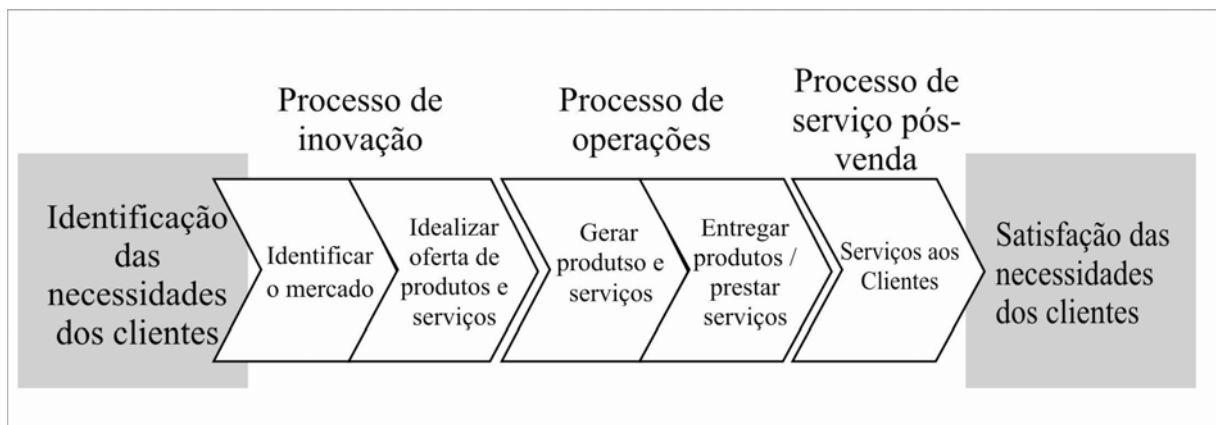 Processo de
inovação
Processo de
operações
Processo de
serviço pós-
venda
Identificação
das
necessidades
dos clientes
Identificar
o mercado
Idealizar
oferta de
produtos e
serviços
Gerar
produtso e
serviços
Entregar
produtos /
prestar
serviços
Serviços aos
Clientes
Satisfação das
necessidades
dos clientes